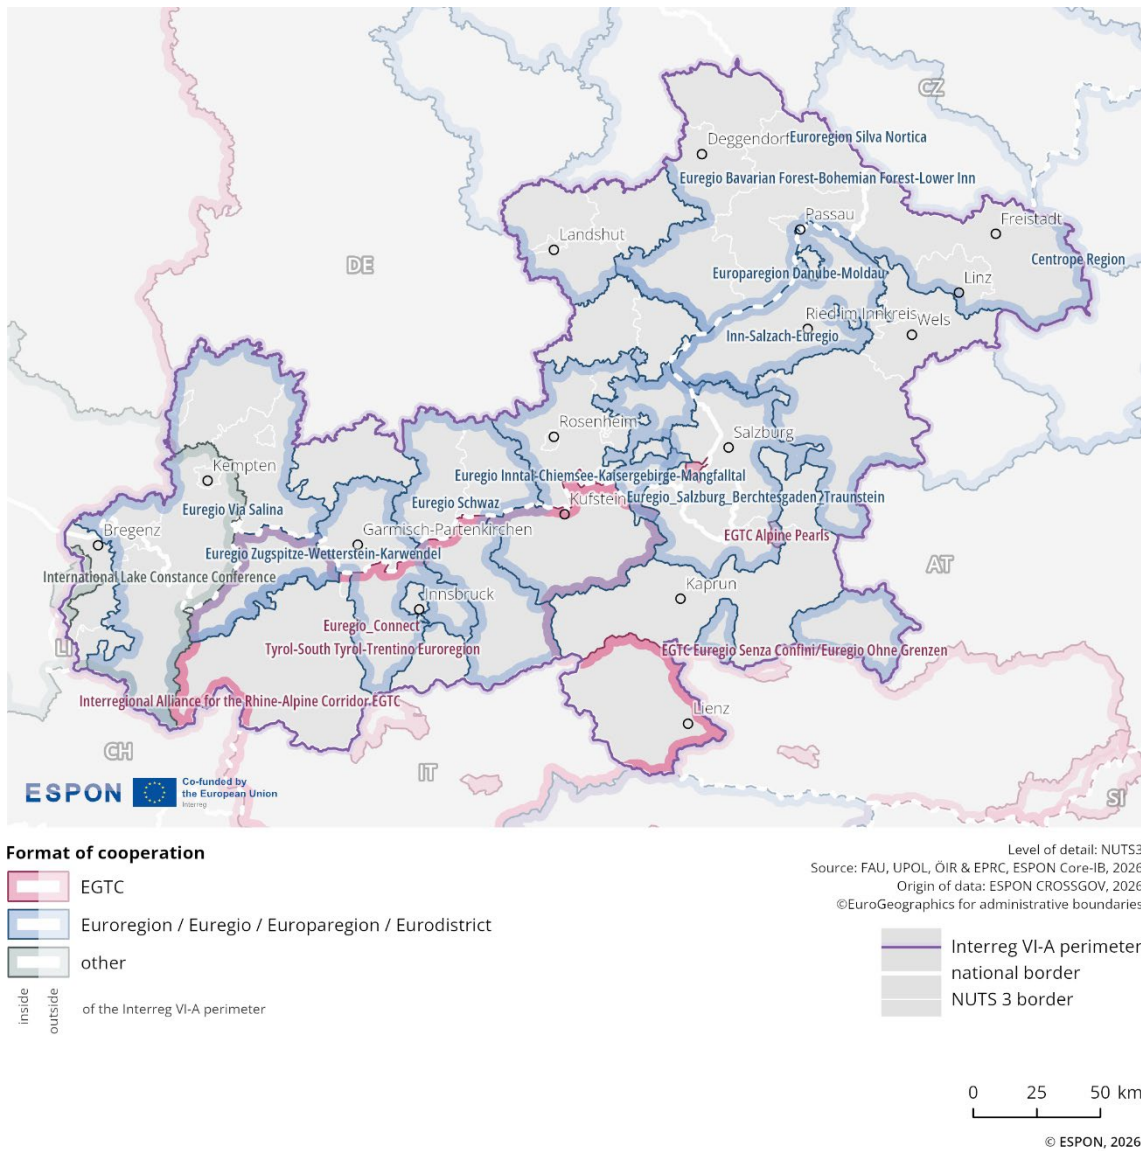 CZ
Deggendorf
Euroregion Silva Nortica
Euregio Bavarian Forest-Bohemian Forest-Lower Inn
Passau
Freistadt
Landshut
DE
Centrope Region
Europaregion Danube-Moldau
Linz
Ried im Innkreis
Wels
Inn-Salzach-Euregio
Rosenheim
Salzburg
Kempten
Euregio Inntal-Chiemsee-Kaisergebirge-Mangfalltal
Euregio Schwaz
Kufstein
Euregio_Salzburg_Berchtesgaden_Traunstein
Euregio Via Salina
Bregenz
Garmisch-Partenkirchen
EGTC Alpine Pearls
Euregio Zugspitze-Wetterstein-Karwendel
AT
International Lake Constance Conference
Kaprun
Innsbruck
Euregio_Connect
LI
Tyrol-South Tyrol-Trentino Euroregion
EGTC Euregio Senza Confini/Euregio Ohne Grenzen
Interregional Alliance for the Rhine-Alpine Corridor EGTC
Lienz
CH
IT
SI
ESPON
Co-funded by
the European Union
Interreg
Format of cooperation
EGTC
Euroregion / Euregio / Europaregion / Eurodistrict
other
inside
outside
of the Interreg VI-A perimeter
Level of detail: NUTS3
Source: FAU, UPOL, ÖIR & EPRC, ESPON Core-IB, 2026
Origin of data: ESPON CROSSGOV, 2026
©EuroGeographics for administrative boundaries
Interreg VI-A perimeter
national border
NUTS 3 border
0 25 50 km
© ESPON, 2026